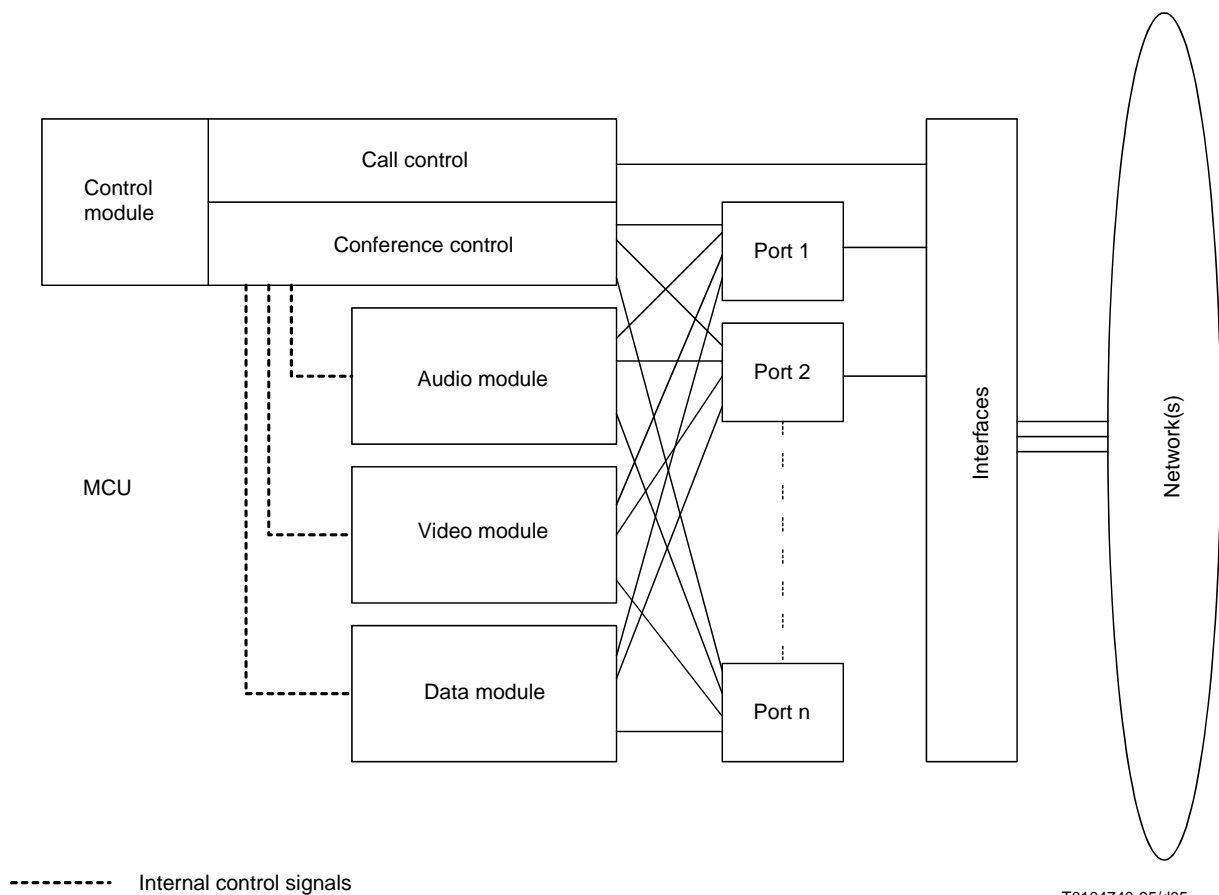 Control
module
Call control
Conference control
Port 1
Port 2
Audio module
Video module
Data module
Port n
MCU
Interfaces
Network(s)
Internal control signals